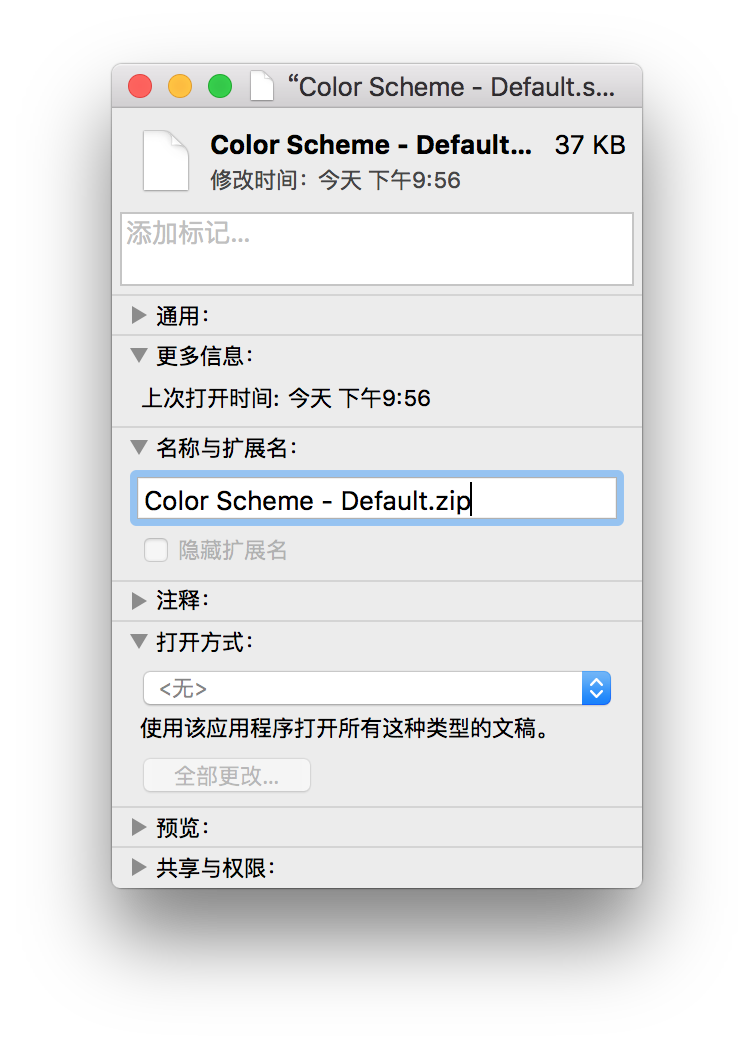 “Color Scheme - Default.s...
Color Scheme - Default... 37 KB
修改时间：今天 下午9:56
添加标记...
通用：
更多信息：
上次打开时间: 今天 下午9:56
名称与扩展名：
Color Scheme - Default.zip
隐藏扩展名
注释：
打开方式：
<无>
使用该应用程序打开所有这种类型的文稿。
全部更改...
预览：
共享与权限：